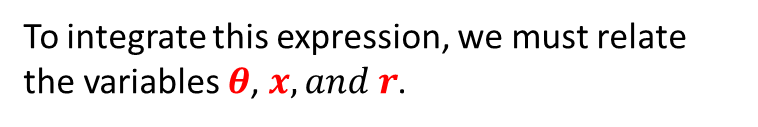 To integrate this expression, we must relate
the variables θ, x, and r.